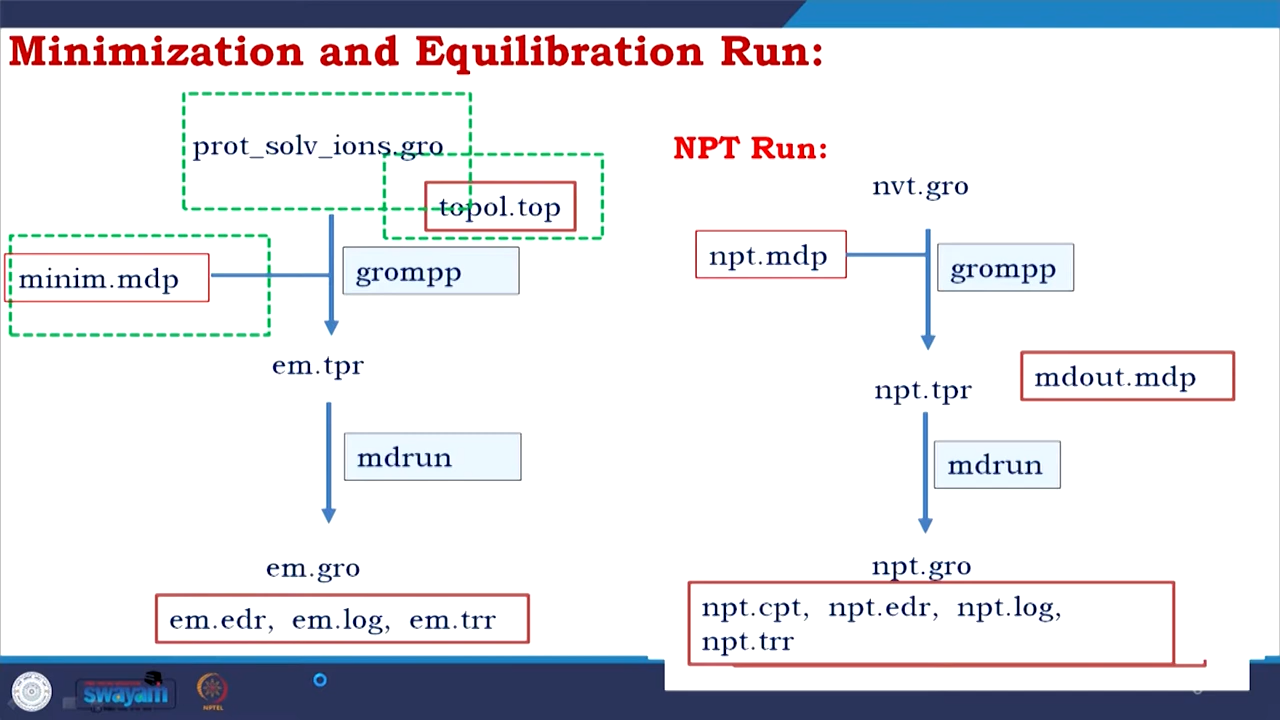 Minimization and Equilibration Run:
prot_solv_ions.gro
topol.top
minim.mdp
grompp
em.tpr
mdrun
em.gro
em.edr, em.log, em.trr
NPT Run:
nvt.gro
npt.mdp
grompp
npt.tpr
mdout.mdp
mdrun
npt.gro
npt.cpt, npt.edr, npt.log,
npt.trr
swayam
NPTEL